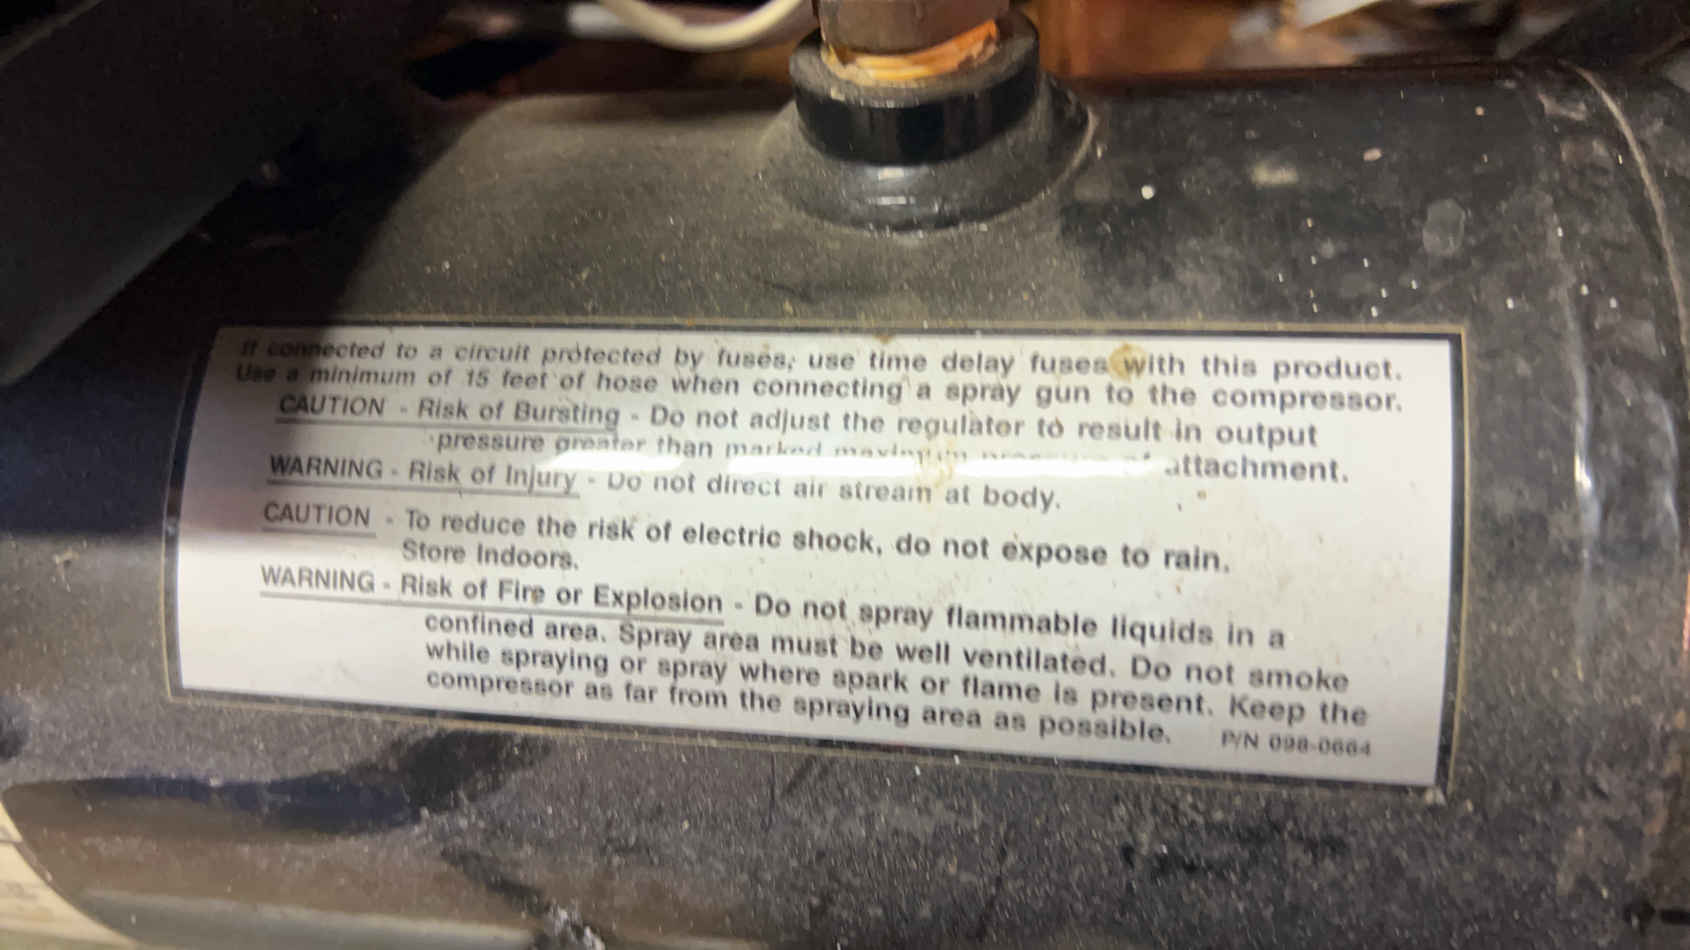 If connected to a circuit protected by fuses, use time delay fuses with this product.
Use a minimum of 15 feet of hose when connecting a spray gun to the compressor.
CAUTION - Risk of Bursting - Do not adjust the regulator to result in output
pressure greater than marked maximum pressure of attachment.
WARNING - Risk of Injury - Do not direct air stream at body.
CAUTION - To reduce the risk of electric shock, do not expose to rain.
Store Indoors.
WARNING - Risk of Fire or Explosion - Do not spray flammable liquids in a
confined area. Spray area must be well ventilated. Do not smoke
while spraying or spray where spark or flame is present. Keep the
compressor as far from the spraying area as possible. P/N 098-0664